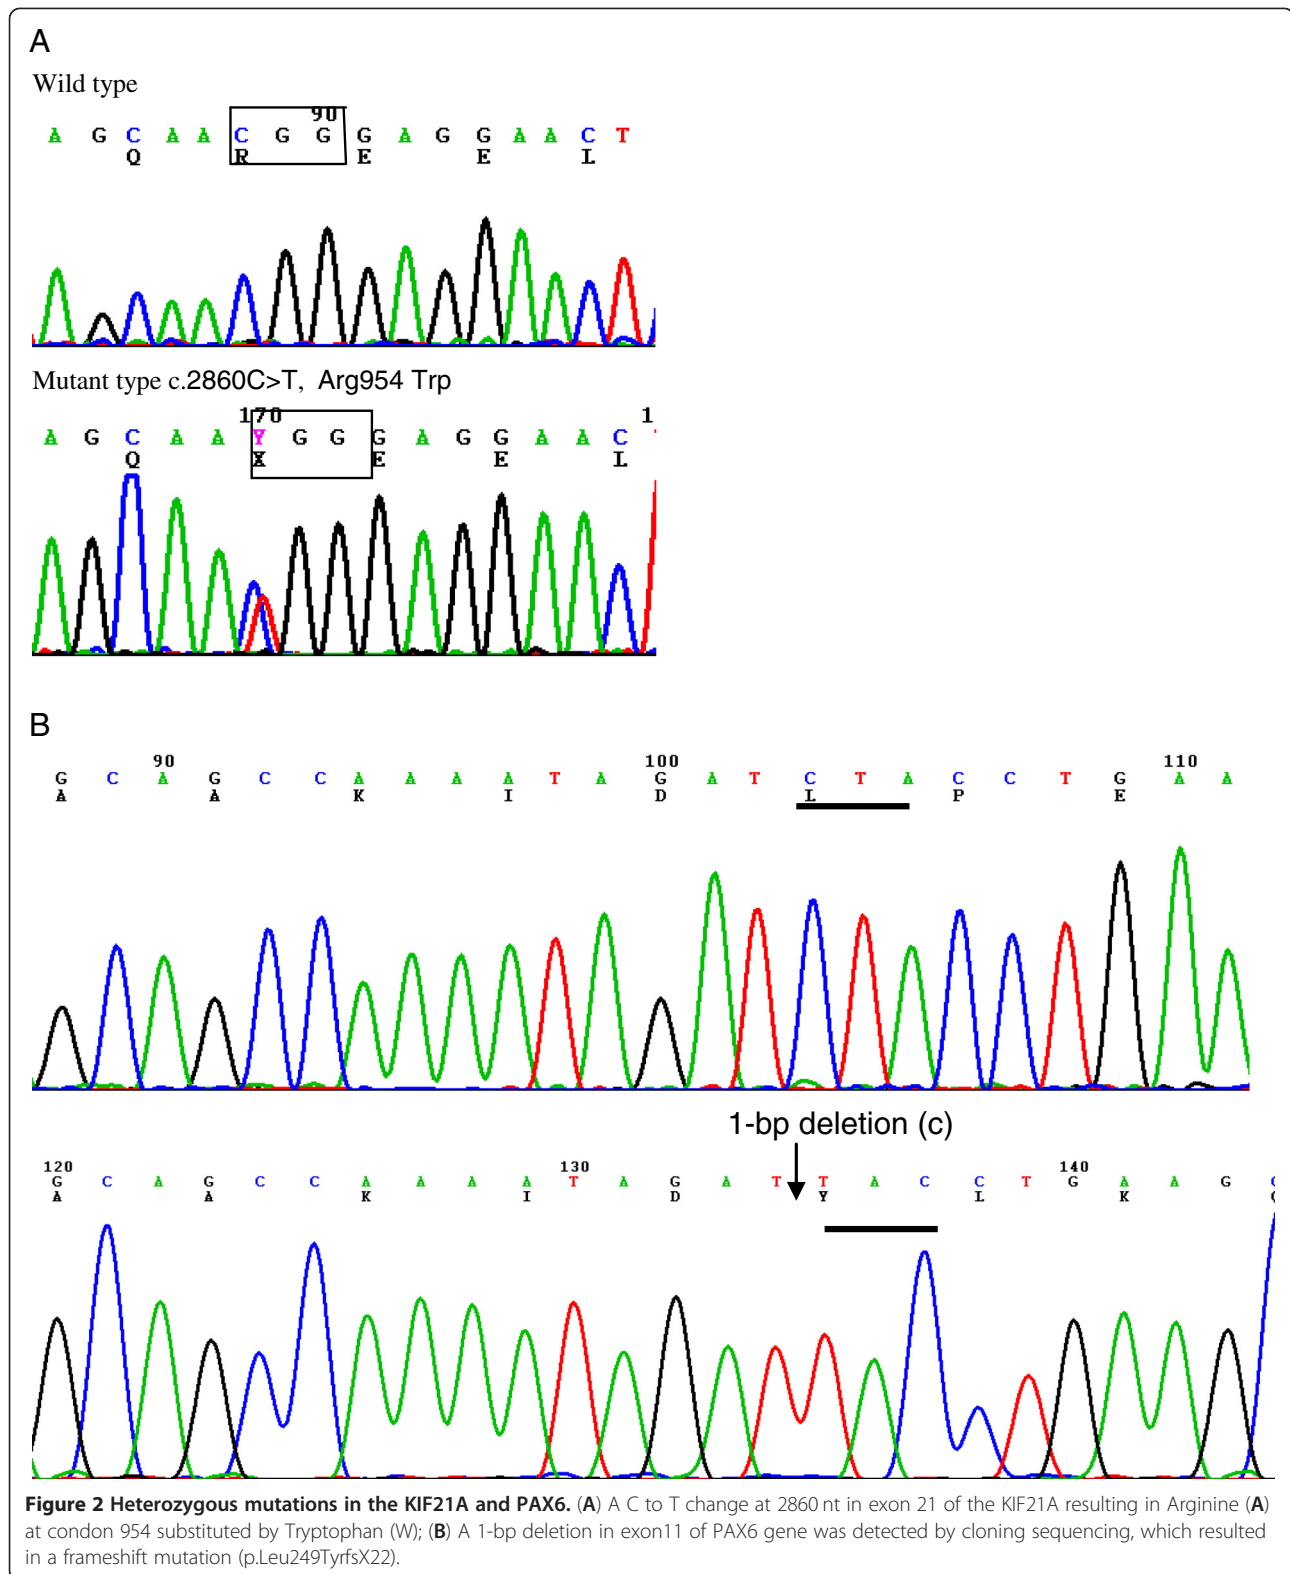 A
Wild type
90
A G C A A C G G G A G G A A C T
Q R E E L
Mutant type c.2860C>T, Arg954 Trp
170 1
A G C A A Y G G G A G G A A C
Q X E E L
B
90 100 110
G C A G C C A A A A T A G A T C T A C C T G A A
A A K I D L P E
1-bp deletion (c)
120 130 140
G C A G C C A A A A T A G A T T A C C T G A A G C
A A K I D Y L K Q
Figure 2 Heterozygous mutations in the KIF21A and PAX6. (A) A C to T change at 2860 nt in exon 21 of the KIF21A resulting in Arginine (A)
at condon 954 substituted by Tryptophan (W); (B) A 1-bp deletion in exon11 of PAX6 gene was detected by cloning sequencing, which resulted
in a frameshift mutation (p.Leu249TyrfsX22).